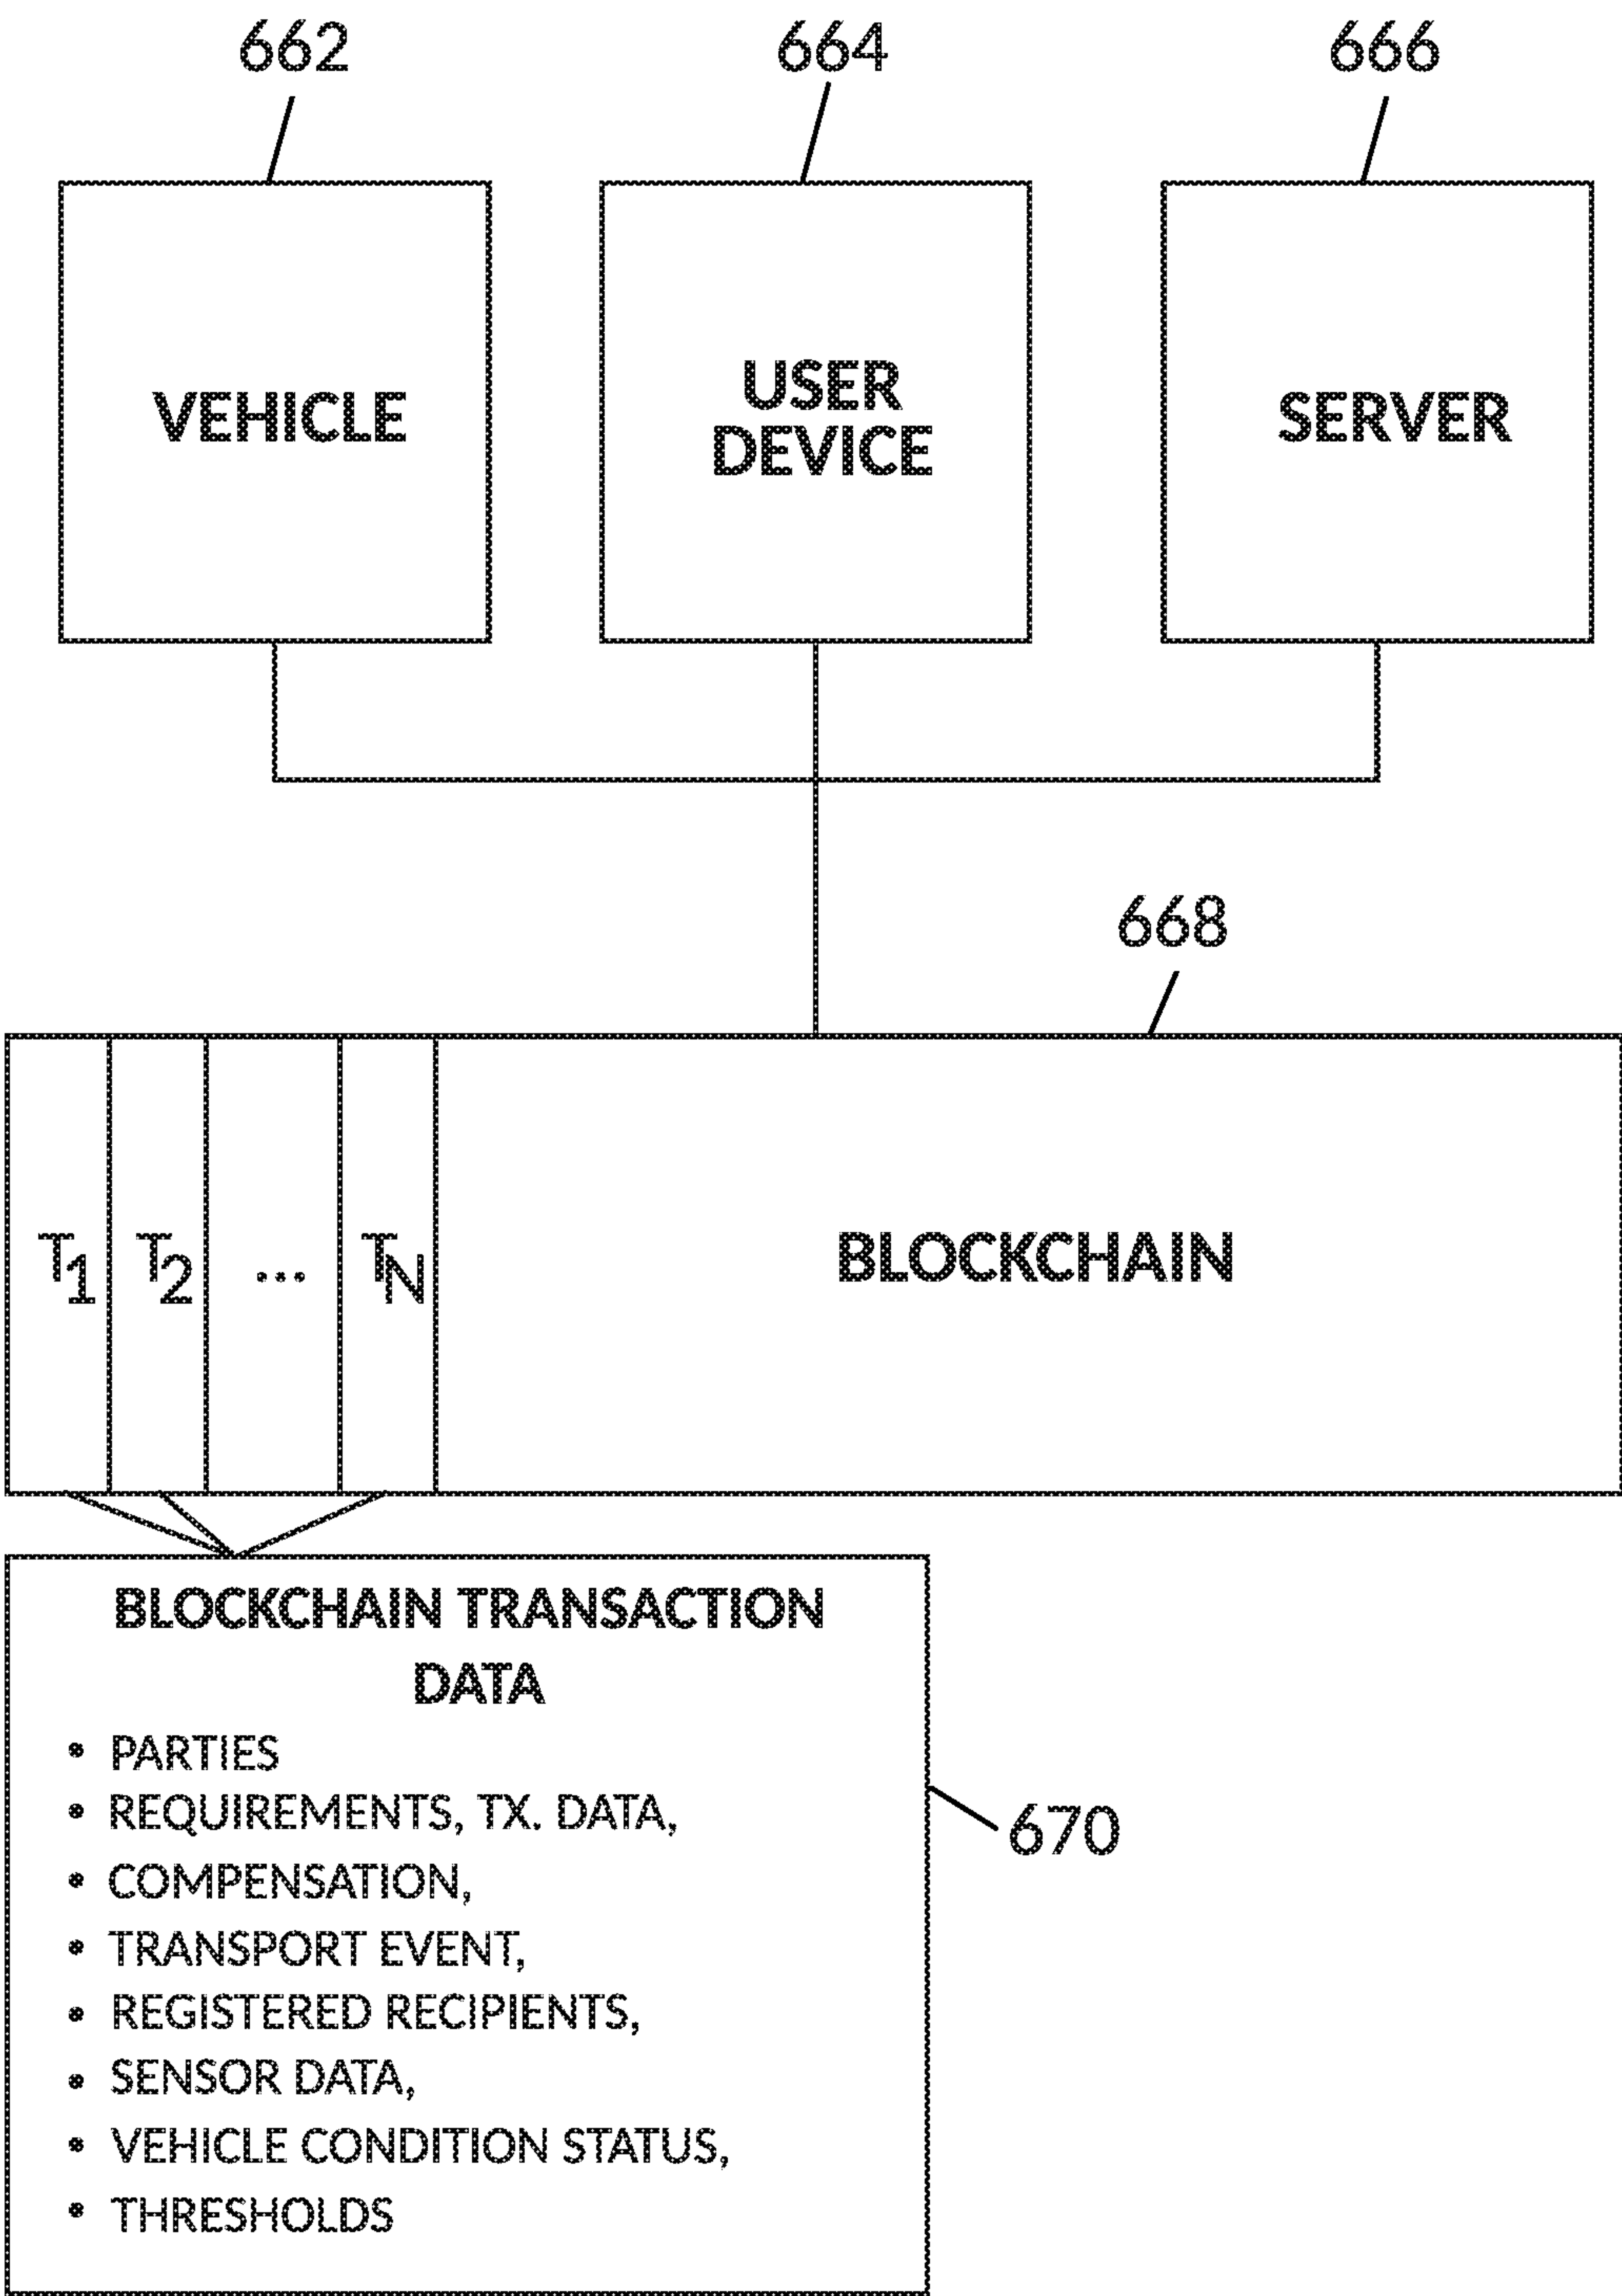 662 664 666
VEHICLE
USER
DEVICE
SERVER
668
T1 T2 ... TN
BLOCKCHAIN
BLOCKCHAIN TRANSACTION
DATA
• PARTIES
• REQUIREMENTS, TX. DATA,
• COMPENSATION,
• TRANSPORT EVENT,
• REGISTERED RECIPIENTS,
• SENSOR DATA,
• VEHICLE CONDITION STATUS,
• THRESHOLDS
670